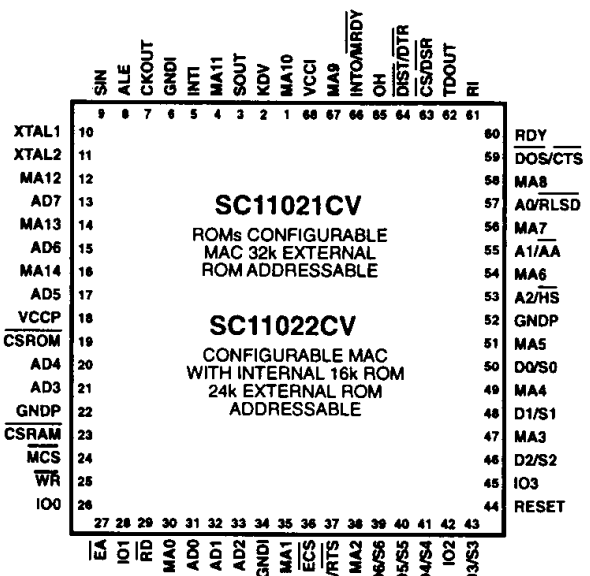 SIN
ALE
CKOUT
GNDI
INTI
MA11
SOUT
KDV
MA10
VCCI
MA9
INTO/MRDY
OH
DIST/DTR
CS/DSR
TDOUT
RI
9 8 7 6 5 4 3 2 1 68 67 66 65 64 63 62 61
XTAL1 10
XTAL2 11
MA12 12
AD7 13
MA13 14
AD6 15
MA14 16
AD5 17
VCCP 18
CSROM 19
AD4 20
AD3 21
GNDP 22
CSRAM 23
MCS 24
WR 25
IO0 26
SC11021CV
ROMs CONFIGURABLE
MAC 32k EXTERNAL
ROM ADDRESSABLE
SC11022CV
CONFIGURABLE MAC
WITH INTERNAL 16k ROM
24k EXTERNAL ROM
ADDRESSABLE
60 RDY
59 DOS/CTS
58 MA8
57 A0/RLSD
56 MA7
55 A1/AA
54 MA6
53 A2/HS
52 GNDP
51 MA5
50 D0/S0
49 MA4
48 D1/S1
47 MA3
46 D2/S2
45 IO3
44 RESET
27 28 29 30 31 32 33 34 35 36 37 38 39 40 41 42 43
EA
IO1
RD
MA0
AD0
AD1
AD2
GNDI
MA1
ECS
/RTS
MA2
/S6
/S5
/S4
IO2
/S3